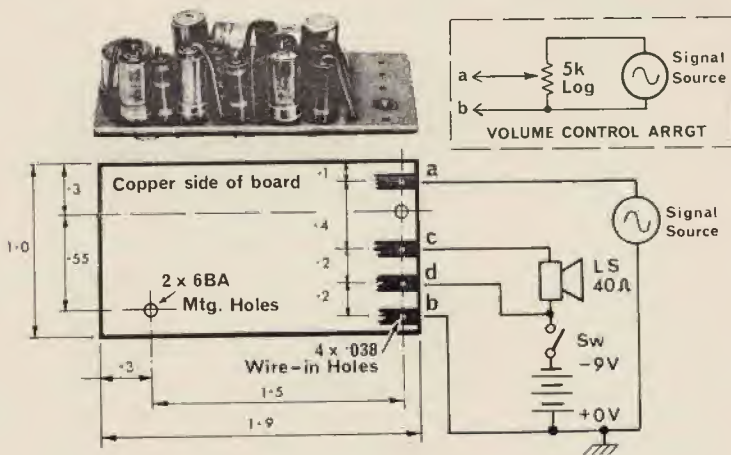 Signal
Source
5k
Log
a
b
VOLUME CONTROL ARRGT
Copper side of board
a
·1
·3
·4
1·0
c
·55
·2
d
·2
b
2 x 6BA
Mtg. Holes
4 x ·038
Wire-in Holes
·3
1·5
1·9
Signal
Source
LS
40Ω
Sw
-9V
+0V